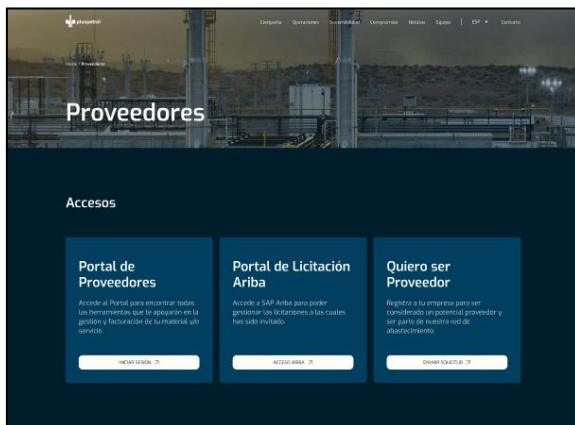 pluspetrol
Compañía Operaciones Sostenibilidad Compromiso Noticias Equipo | ESP Contacto
Home / Proveedores
Proveedores
Accesos
Portal de
Proveedores
Accede al Portal para encontrar todas
las herramientas que te apoyarán en la
gestión y facturación de tu material y/o
servicio.
INICIAR SESIÓN
Portal de Licitación
Ariba
Accede a SAP Ariba para poder
gestionar las licitaciones a las cuales
has sido invitado.
ACCESO ARIBA
Quiero ser
Proveedor
Registra a tu empresa para ser
considerado un potencial proveedor y
ser parte de nuestra red de
abastecimiento.
ENVIAR SOLICITUD